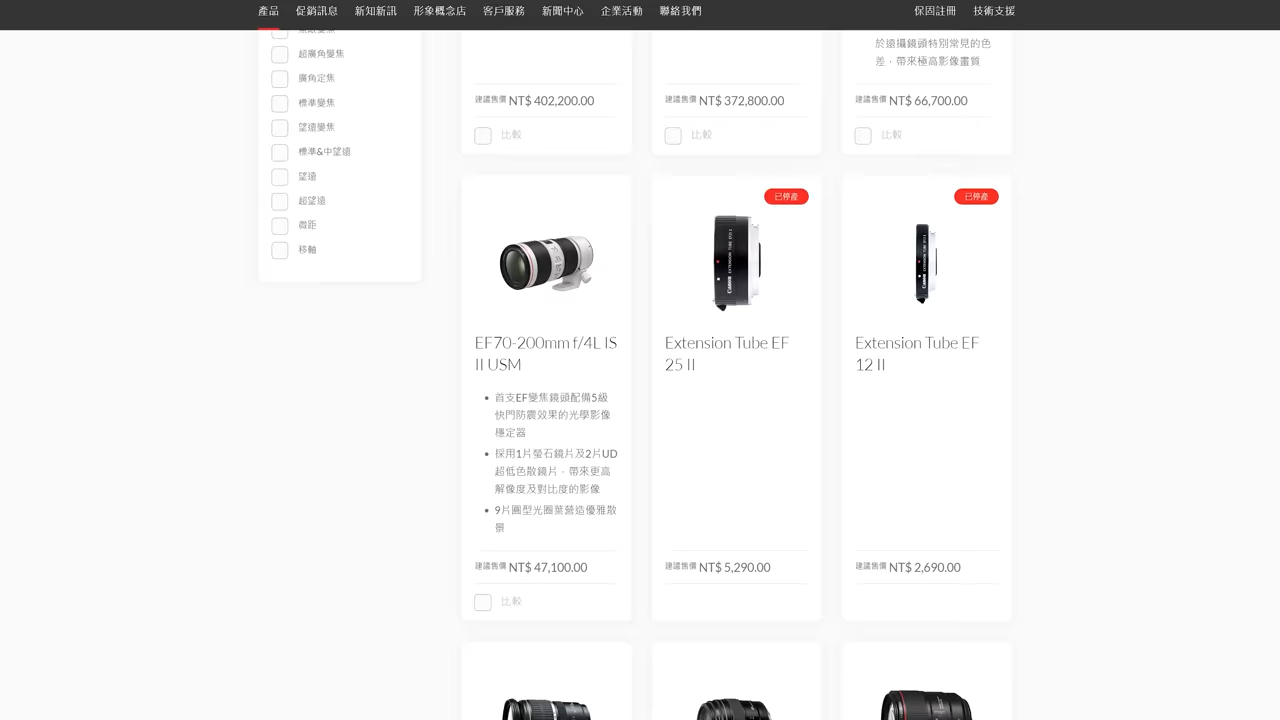 產品 促銷訊息 新知新訊 形象概念店 客戶服務 新聞中心 企業活動 聯絡我們 保固註冊 技術支援
超廣角變焦
廣角定焦
標準變焦
望遠變焦
標準&中望遠
望遠
超望遠
微距
移軸
於遠攝鏡頭特別常見的色
差，帶來極高影像畫質
建議售價 NT$ 402,200.00
建議售價 NT$ 372,800.00
建議售價 NT$ 66,700.00
比較
比較
比較
EF70-200mm f/4L IS
II USM
首支EF變焦鏡頭配備5級
快門防震效果的光學影像
穩定器
採用1片螢石鏡片及2片UD
超低色散鏡片，帶來更高
解像度及對比度的影像
9片圓型光圈葉營造優雅散
景
建議售價 NT$ 47,100.00
比較
已停產
Canon EXTENSION TUBE EF25 II
Extension Tube EF
25 II
建議售價 NT$ 5,290.00
已停產
Extension Tube EF
12 II
建議售價 NT$ 2,690.00